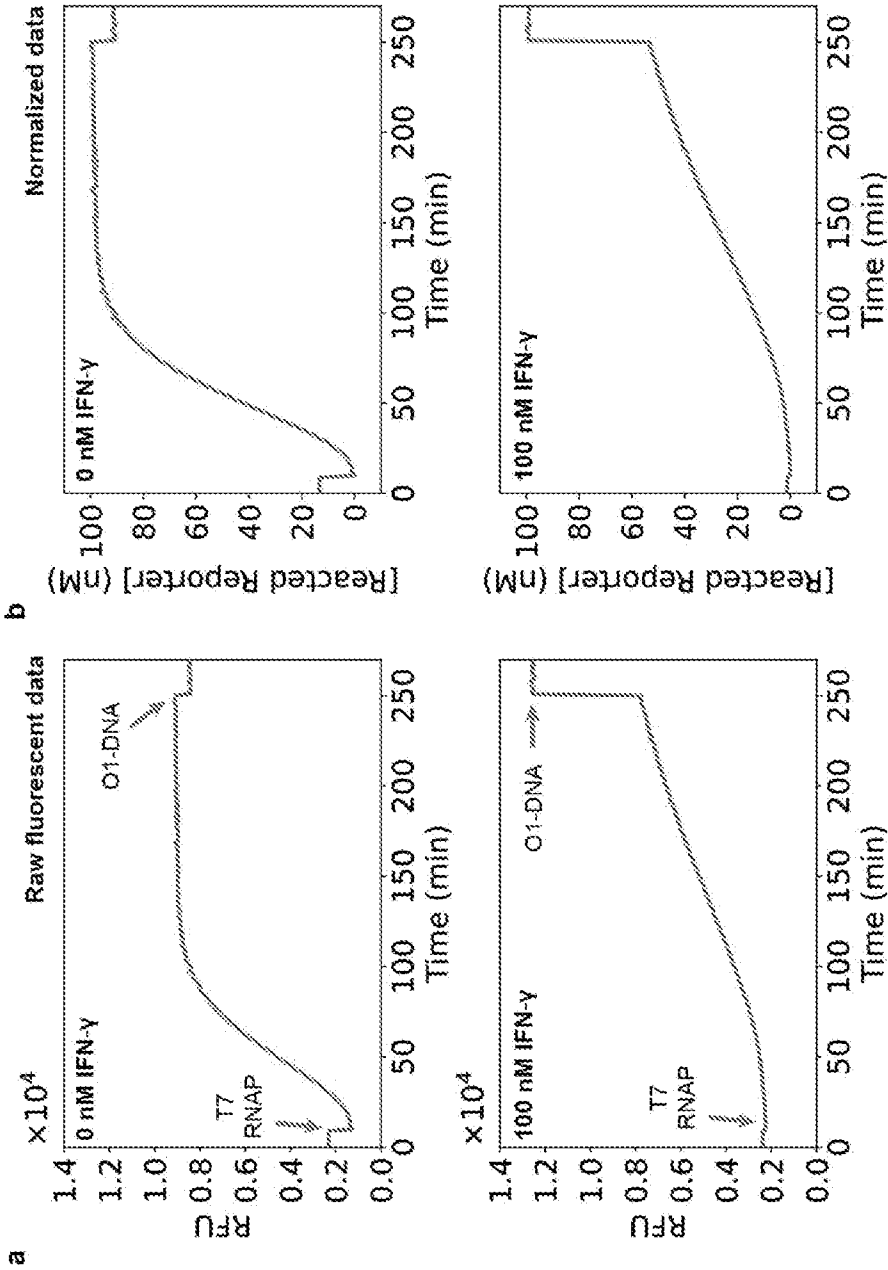 a
Raw fluorescent data
×10⁴
0 nM IFN-γ
T7
RNAP
O1-DNA
RFU
1.4
1.2
1.0
0.8
0.6
0.4
0.2
0.0
0 50 100 150 200 250
Time (min)
×10⁴
100 nM IFN-γ
T7
RNAP
O1-DNA
RFU
1.4
1.2
1.0
0.8
0.6
0.4
0.2
0.0
0 50 100 150 200 250
Time (min)
b
Normalized data
0 nM IFN-γ
[Reacted Reporter] (nM)
100
80
60
40
20
0
0 50 100 150 200 250
Time (min)
100 nM IFN-γ
[Reacted Reporter] (nM)
100
80
60
40
20
0
0 50 100 150 200 250
Time (min)